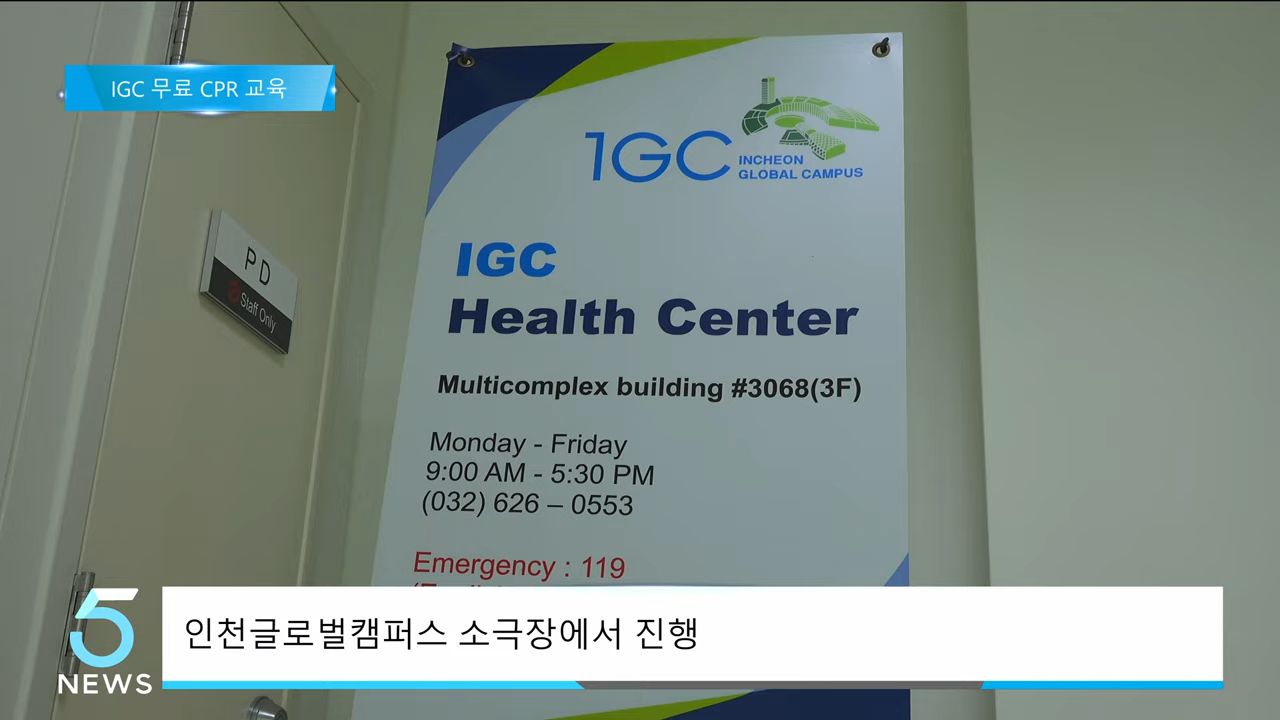 IGC 무료 CPR 교육
IGC
INCHEON
GLOBAL CAMPUS
PD
Staff Only
IGC
Health Center
Multicomplex building #3068(3F)
Monday - Friday
9:00 AM - 5:30 PM
(032) 626 – 0553
Emergency : 119
5
NEWS
인천글로벌캠퍼스 소극장에서 진행